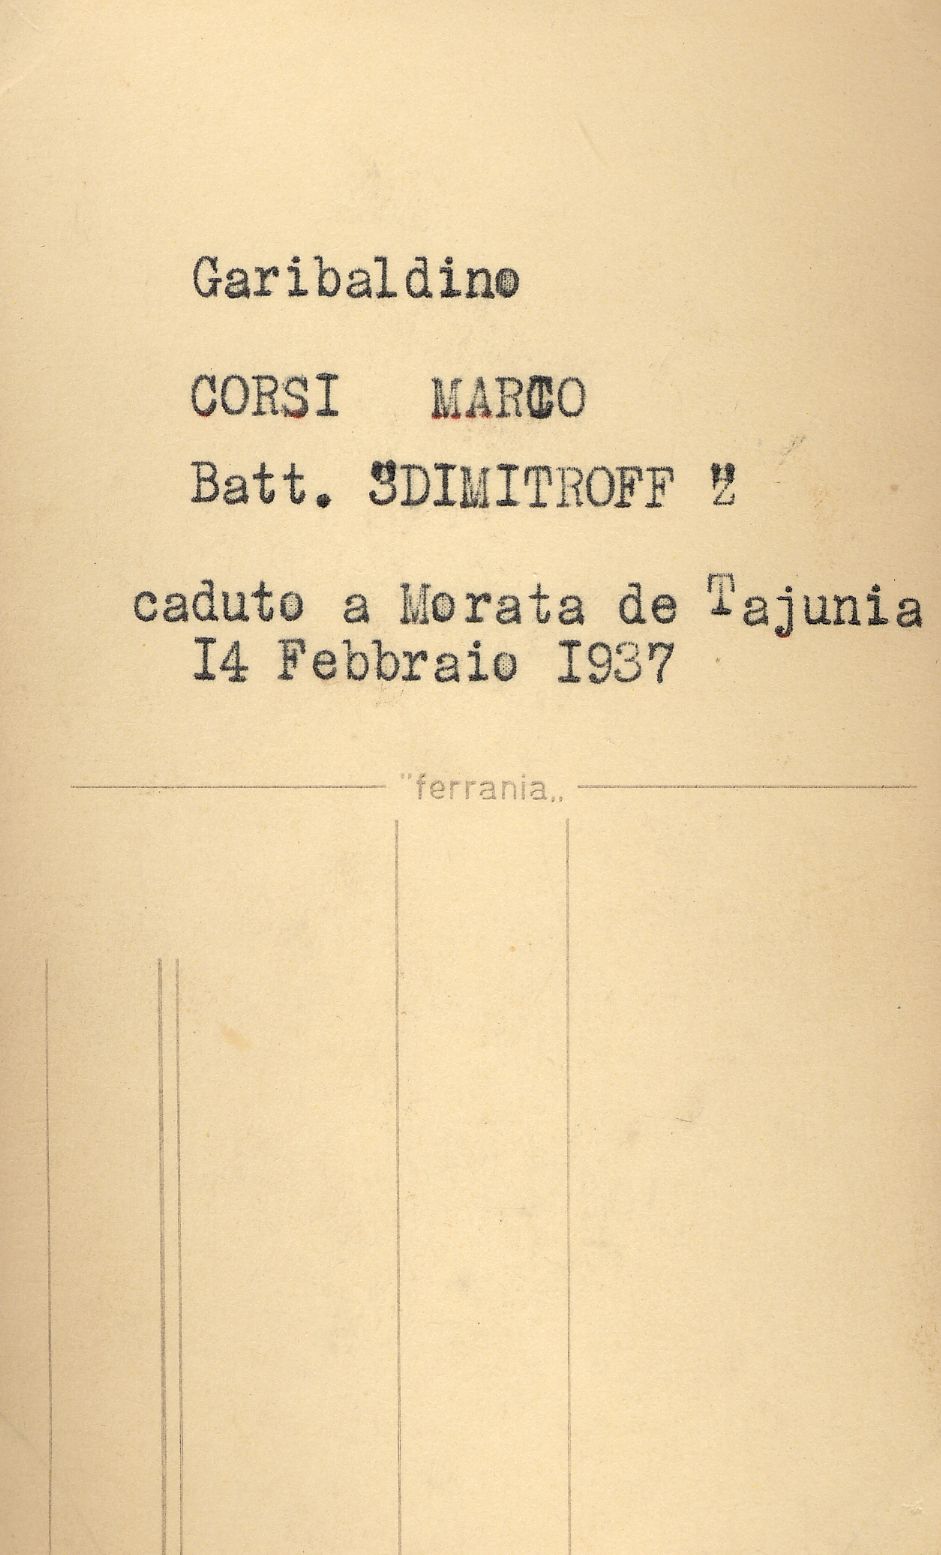 Garibaldino
CORSI MARCO
Batt. "DIMITROFF "
caduto a Morata de Tajunia
I4 Febbraio I937
"ferrania„